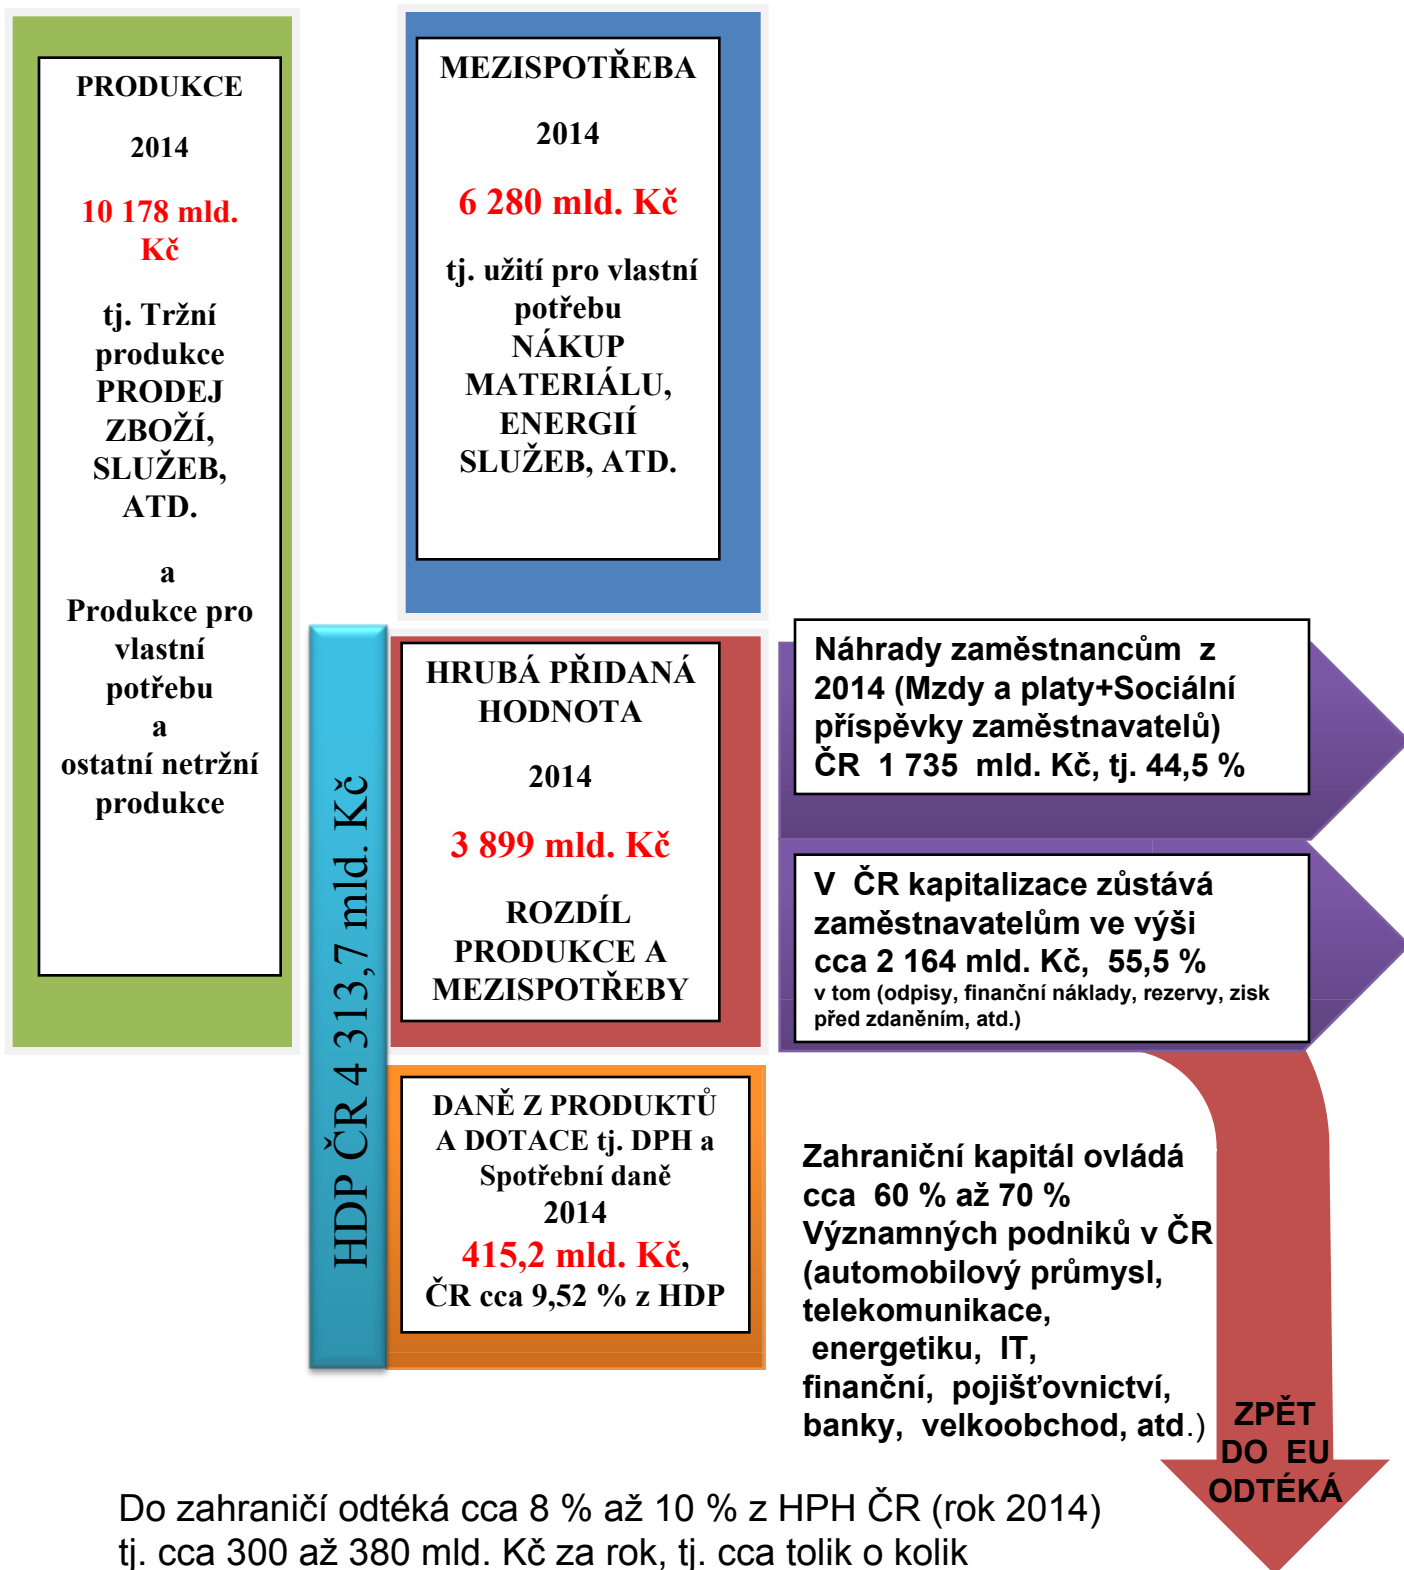 PRODUKCE
2014
10 178 mld.
Kč
tj. Tržní
produkce
PRODEJ
ZBOŽÍ,
SLUŽEB,
ATD.
a
Produkce pro
vlastní
potřebu
a
ostatní netržní
produkce
MEZISPOTŘEBA
2014
6 280 mld. Kč
tj. užití pro vlastní
potřebu
NÁKUP
MATERIÁLU,
ENERGIÍ
SLUŽEB, ATD.
HDP ČR 4 313,7 mld. Kč
HRUBÁ PŘIDANÁ
HODNOTA
2014
3 899 mld. Kč
ROZDÍL
PRODUKCE A
MEZISPOTŘEBY
Náhrady zaměstnancům z
2014 (Mzdy a platy+Sociální
příspěvky zaměstnavatelů)
ČR 1 735 mld. Kč, tj. 44,5 %
V ČR kapitalizace zůstává
zaměstnavatelům ve výši
cca 2 164 mld. Kč, 55,5 %
v tom (odpisy, finanční náklady, rezervy, zisk
před zdaněním, atd.)
DANĚ Z PRODUKTŮ
A DOTACE tj. DPH a
Spotřební daně
2014
415,2 mld. Kč,
ČR cca 9,52 % z HDP
Zahraniční kapitál ovládá
cca 60 % až 70 %
Významných podniků v ČR
(automobilový průmysl,
telekomunikace,
energetiku, IT,
finanční, pojišťovnictví,
banky, velkoobchod, atd.)
ZPĚT
DO EU
ODTÉKÁ
Do zahraničí odtéká cca 8 % až 10 % z HPH ČR (rok 2014)
tj. cca 300 až 380 mld. Kč za rok, tj. cca tolik o kolik